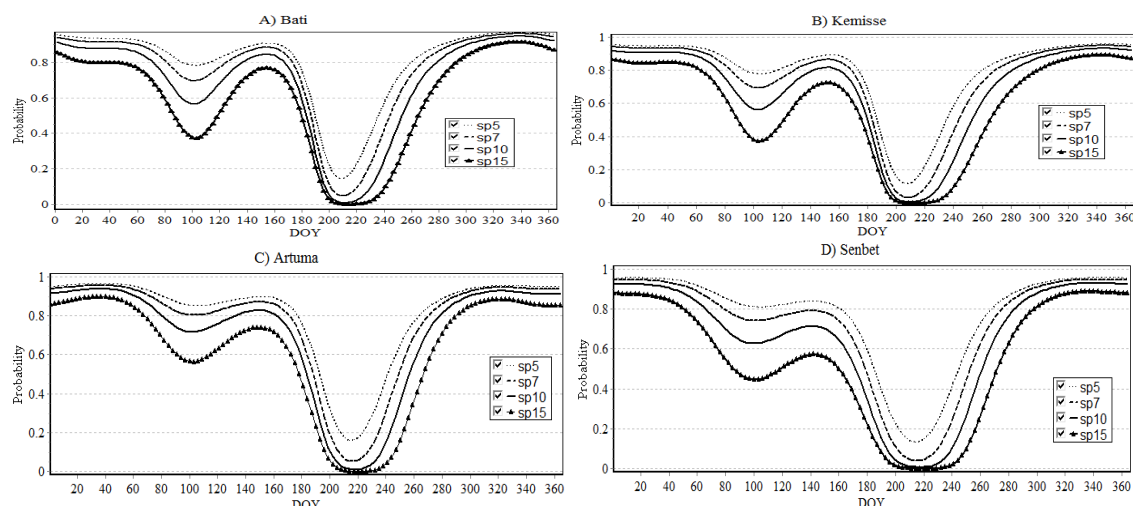 A) Bati
Probability
0.8
0.6
0.4
0.2
0
sp5
sp7
sp10
sp15
0 20 40 60 80 100 120 140 160 180 200 220 240 260 280 300 320 340 360
DOY
B) Kemisse
Probability
1
0.8
0.6
0.4
0.2
0
sp5
sp7
sp10
sp15
20 40 60 80 100 120 140 160 180 200 220 240 260 280 300 320 340 360
DOY
C) Artuma
Probability
1
0.8
0.6
0.4
0.2
0
sp5
sp7
sp10
sp15
20 40 60 80 100 120 140 160 180 200 220 240 260 280 300 320 340 360
DOY
D) Senbet
Probability
1
0.8
0.6
0.4
0.2
0
sp5
sp7
sp10
sp15
20 40 60 80 100 120 140 160 180 200 220 240 260 280 300 320 340 360
DOY